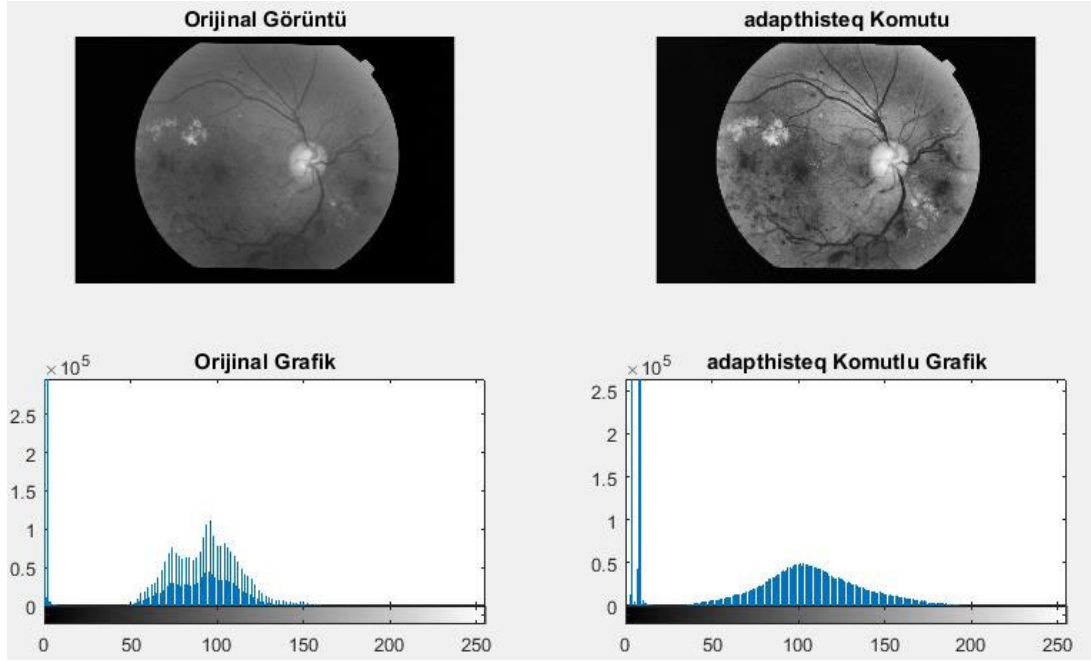 Orijinal Görüntü
adapthisteq Komutu
Orijinal Grafik
×10^5
2.5
2
1.5
1
0.5
0
0 50 100 150 200 250
adapthisteq Komutlu Grafik
×10^5
2.5
2
1.5
1
0.5
0
0 50 100 150 200 250